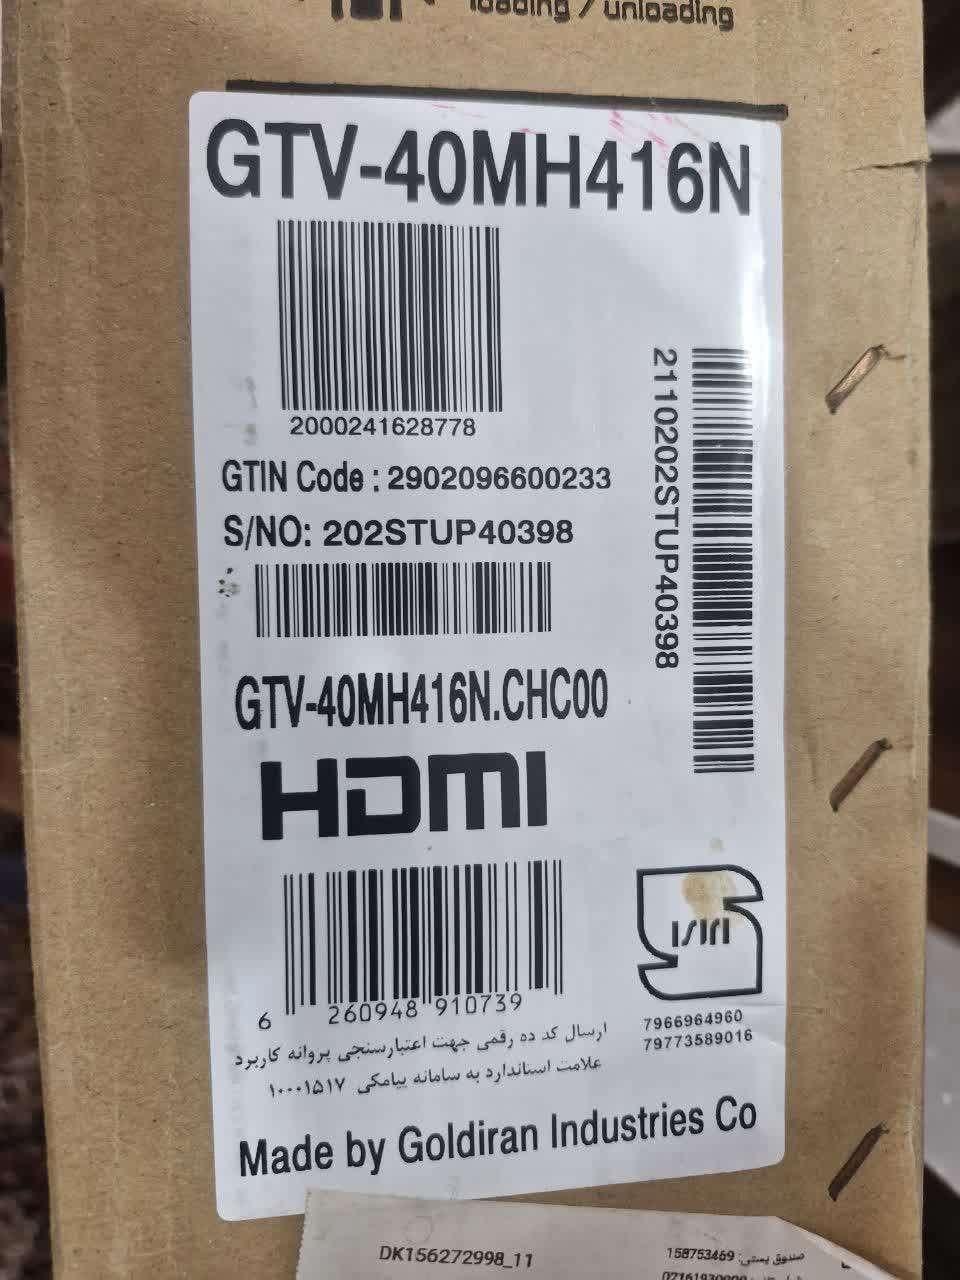 loading / unloading
GTV-40MH416N
2000241628778
GTIN Code : 2902096600233
S/NO: 202STUP40398
2110202STUP40398
GTV-40MH416N.CHC00
HDMI
6 260948 910739
ISIRI
7966964960
79773589016
ارسال کد ده رقمی جهت اعتبارسنجی پروانه کاربرد
علامت استاندارد به سامانه پیامکی ۱۰۰۰۱۵۱۷
Made by Goldiran Industries Co
DK156272998_11
صندوق پستی: 158753469